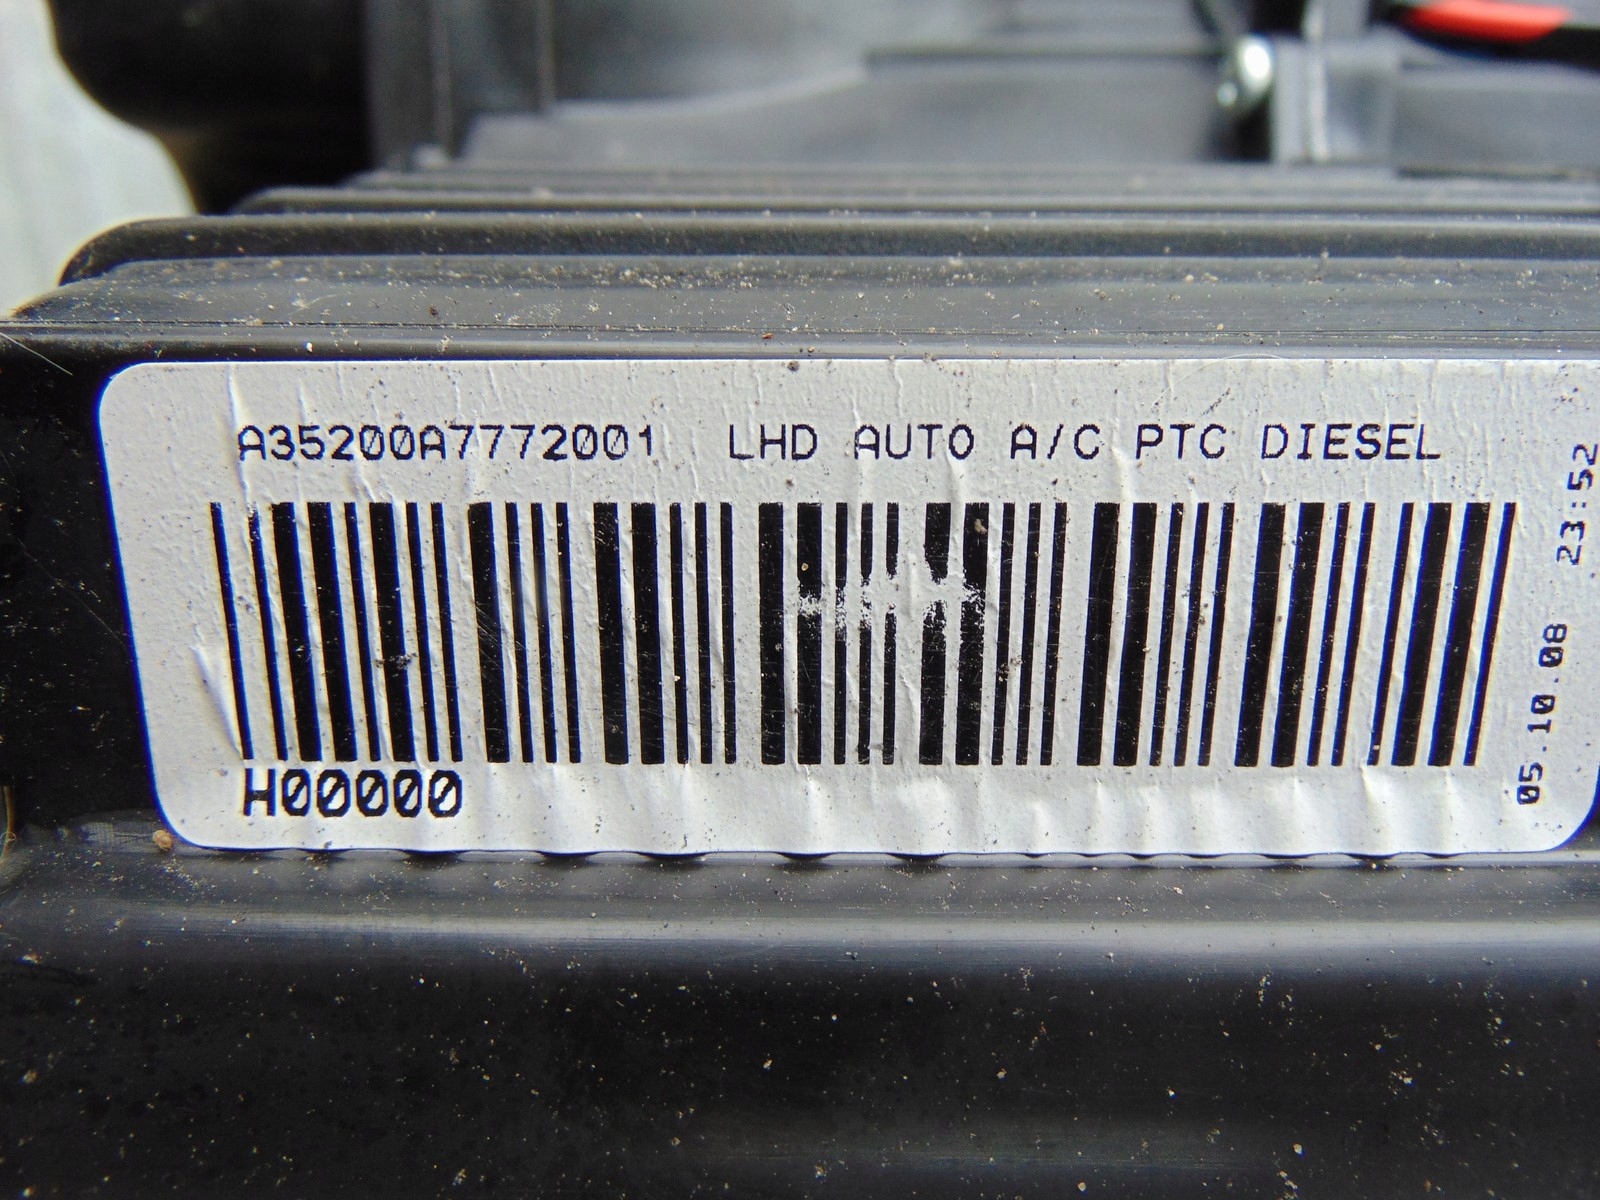 A35200A7772001 LHD AUTO A/C PTC DIESEL
H00000
05.10.08 23:52